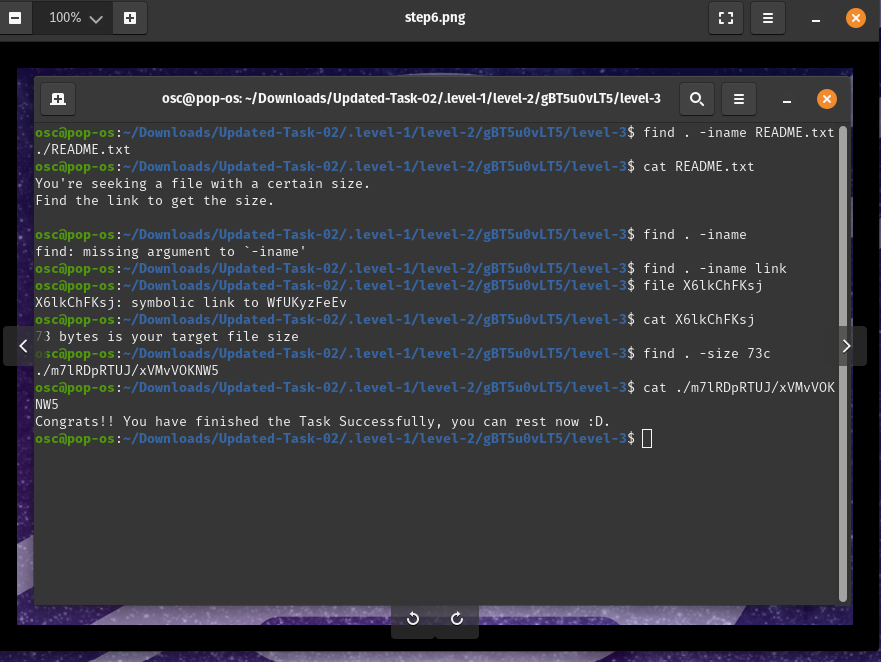 100%
step6.png
osc@pop-os: ~/Downloads/Updated-Task-02/.level-1/level-2/gBT5u0vLT5/level-3
osc@pop-os:~/Downloads/Updated-Task-02/.level-1/level-2/gBT5u0vLT5/level-3$ find . -iname README.txt
./README.txt
osc@pop-os:~/Downloads/Updated-Task-02/.level-1/level-2/gBT5u0vLT5/level-3$ cat README.txt
You're seeking a file with a certain size.
Find the link to get the size.
osc@pop-os:~/Downloads/Updated-Task-02/.level-1/level-2/gBT5u0vLT5/level-3$ find . -iname
find: missing argument to `-iname'
osc@pop-os:~/Downloads/Updated-Task-02/.level-1/level-2/gBT5u0vLT5/level-3$ find . -iname link
osc@pop-os:~/Downloads/Updated-Task-02/.level-1/level-2/gBT5u0vLT5/level-3$ file X6lkChFKsj
X6lkChFKsj: symbolic link to WfUKyzFeEv
osc@pop-os:~/Downloads/Updated-Task-02/.level-1/level-2/gBT5u0vLT5/level-3$ cat X6lkChFKsj
73 bytes is your target file size
osc@pop-os:~/Downloads/Updated-Task-02/.level-1/level-2/gBT5u0vLT5/level-3$ find . -size 73c
./m7lRDpRTUJ/xVMvVOKNW5
osc@pop-os:~/Downloads/Updated-Task-02/.level-1/level-2/gBT5u0vLT5/level-3$ cat ./m7lRDpRTUJ/xVMvVOK
NW5
Congrats!! You have finished the Task Successfully, you can rest now :D.
osc@pop-os:~/Downloads/Updated-Task-02/.level-1/level-2/gBT5u0vLT5/level-3$